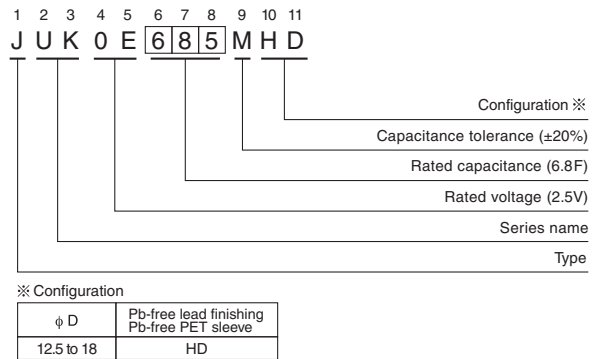 1 2 3 4 5 6 7 8 9 10 11
J U K 0 E 6 8 5 M H D
Configuration ※
Capacitance tolerance (±20%)
Rated capacitance (6.8F)
Rated voltage (2.5V)
Series name
Type
※ Configuration
ϕ D
Pb-free lead finishing
Pb-free PET sleeve
12.5 to 18
HD